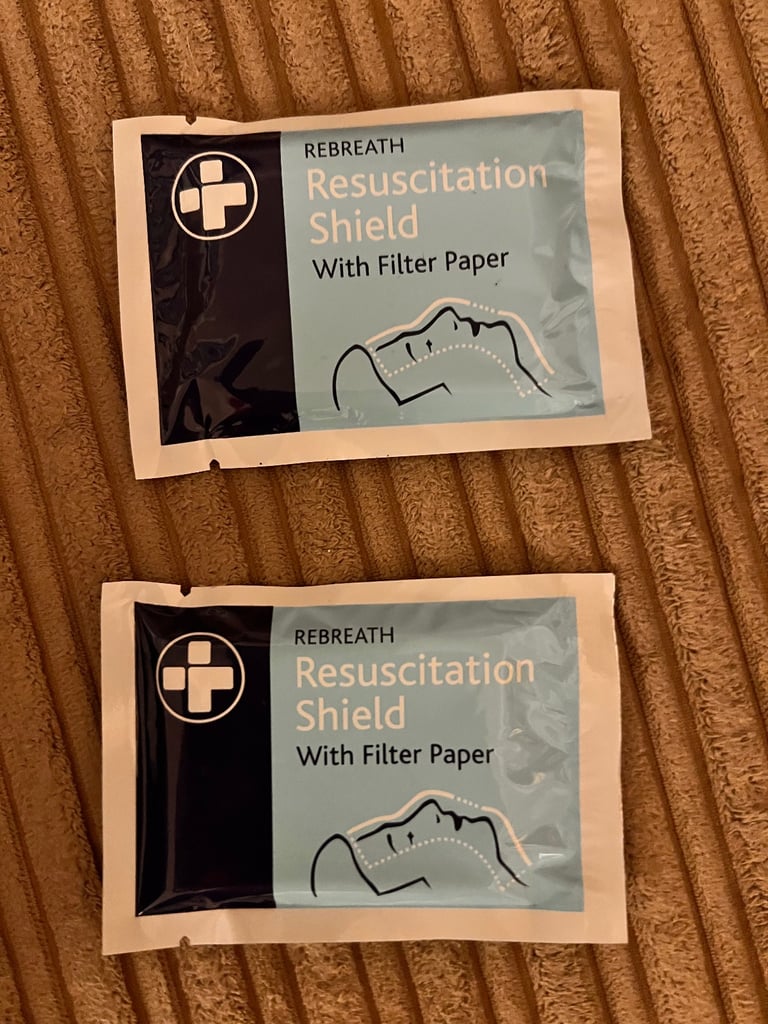 REBREATH
Resuscitation
Shield
With Filter Paper
REBREATH
Resuscitation
Shield
With Filter Paper